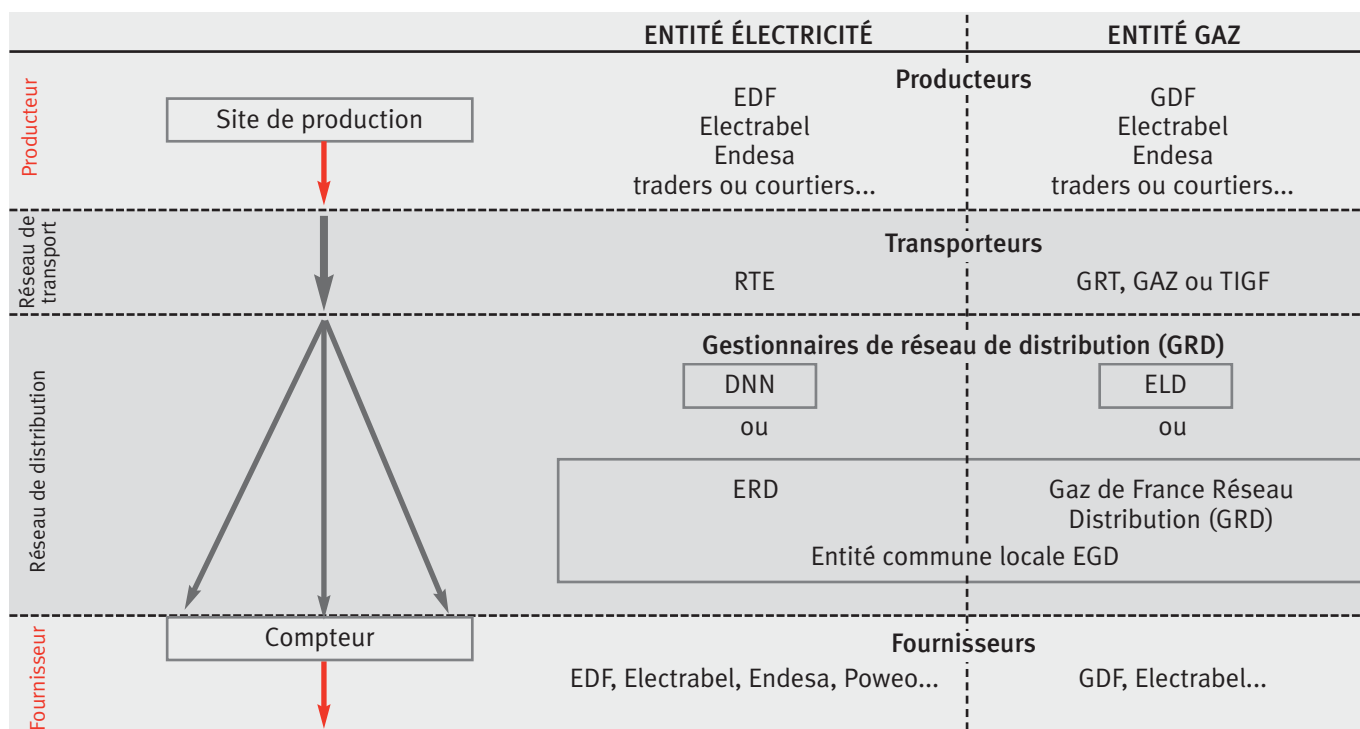 ENTITÉ ÉLECTRICITÉ
ENTITÉ GAZ
Producteur
Site de production
Producteurs
EDF
Electrabel
Endesa
traders ou courtiers...
GDF
Electrabel
Endesa
traders ou courtiers...
Réseau de
transport
Transporteurs
RTE
GRT, GAZ ou TIGF
Réseau de distribution
Gestionnaires de réseau de distribution (GRD)
DNN
ELD
ou
ou
ERD
Gaz de France Réseau
Distribution (GRD)
Entité commune locale EGD
Fournisseur
Compteur
Fournisseurs
EDF, Electrabel, Endesa, Poweo...
GDF, Electrabel...